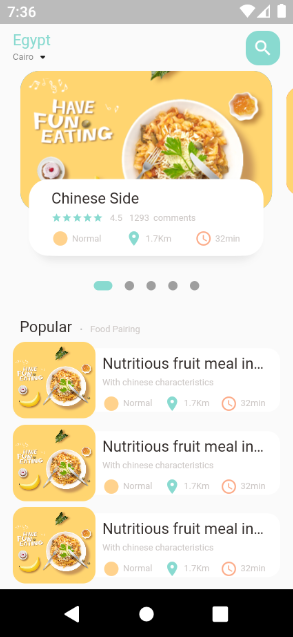 7:36
Egypt
Cairo
HAVE
FUN
EATING
Chinese Side
4.5 1293 comments
Normal 1.7Km 32min
Popular - Food Pairing
Nutritious fruit meal in...
With chinese characteristics
Normal 1.7Km 32min
Nutritious fruit meal in...
With chinese characteristics
Normal 1.7Km 32min
Nutritious fruit meal in...
With chinese characteristics
Normal 1.7Km 32min